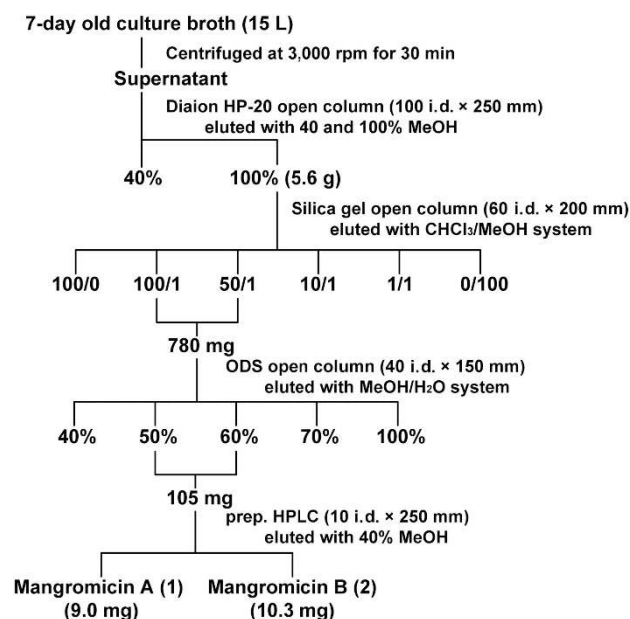 7-day old culture broth (15 L)
Centrifuged at 3,000 rpm for 30 min
Supernatant
Diaion HP-20 open column (100 i.d. × 250 mm)
eluted with 40 and 100% MeOH
40% 100% (5.6 g)
Silica gel open column (60 i.d. × 200 mm)
eluted with CHCl₃/MeOH system
100/0 100/1 50/1 10/1 1/1 0/100
780 mg
ODS open column (40 i.d. × 150 mm)
eluted with MeOH/H₂O system
40% 50% 60% 70% 100%
105 mg
prep. HPLC (10 i.d. × 250 mm)
eluted with 40% MeOH
Mangromicin A (1) Mangromicin B (2)
(9.0 mg) (10.3 mg)